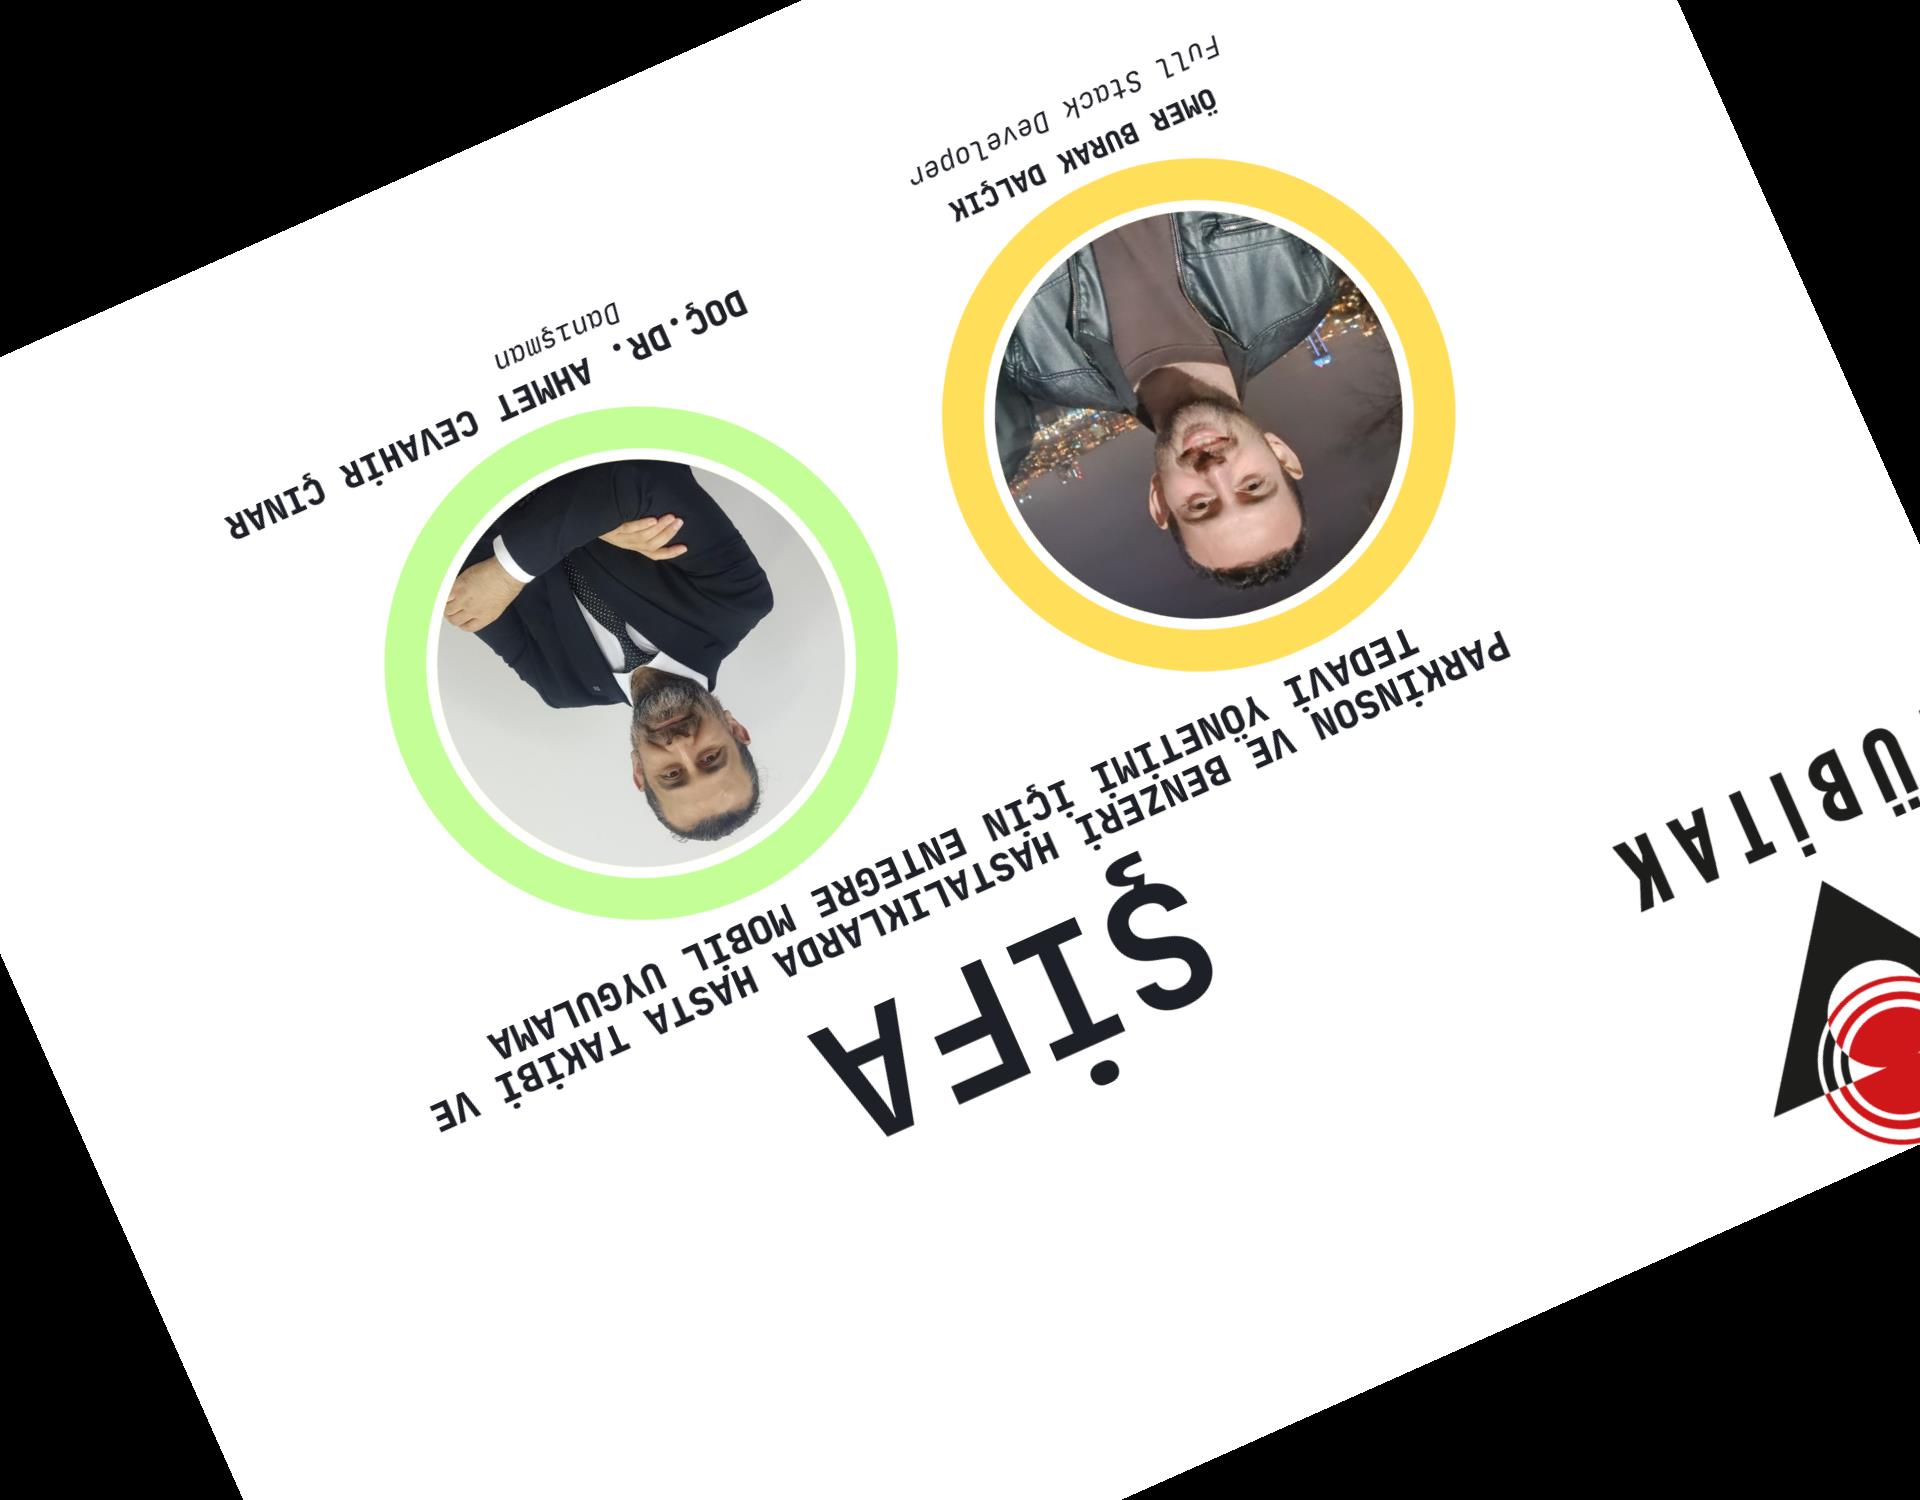 ÜBİTAK
ŞİFA
PARKİNSON VE BENZERİ HASTALIKLARDA HASTA TAKİBİ VE
TEDAVİ YÖNETİMİ İÇİN ENTEGRE MOBİL UYGULAMA
ÖMER BURAK DALÇIK
Full Stack Developer
DOÇ.DR. AHMET CEVAHİR ÇINAR
Danışman